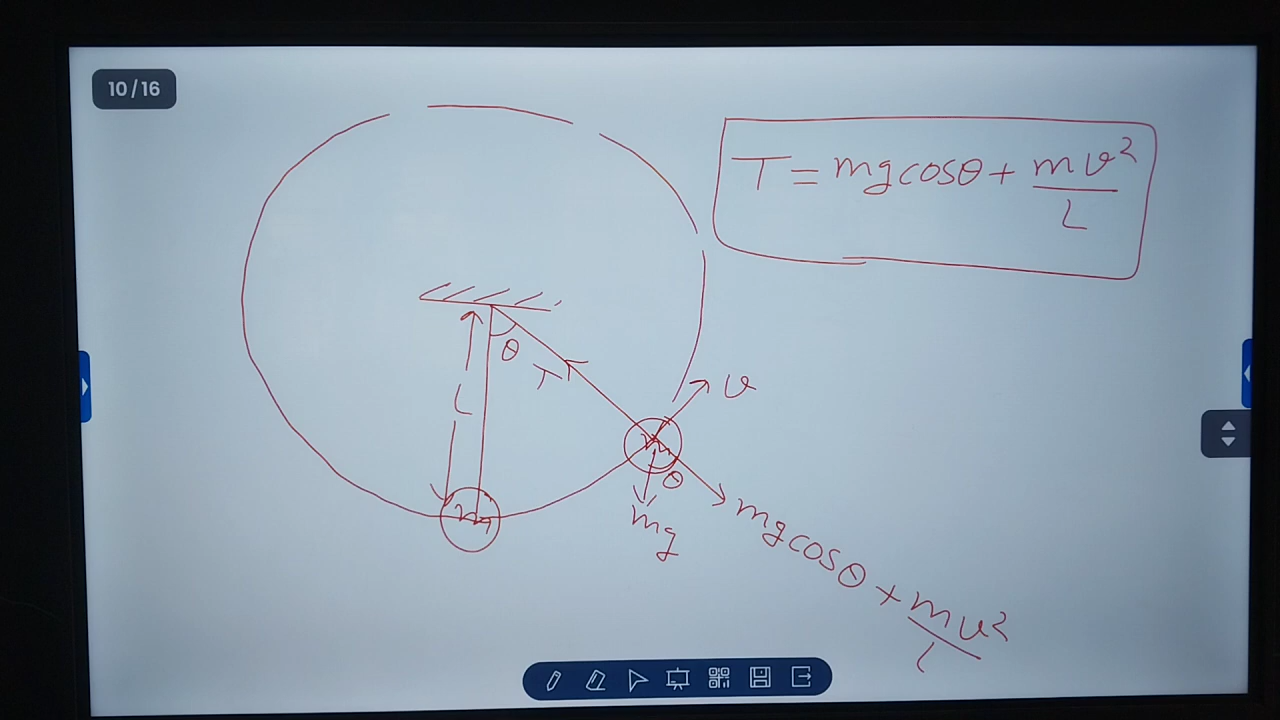 10 / 16
T = mg cosθ + mv²/L
θ
T
L
v
m
m
θ
mg
mg cosθ + mv²/L